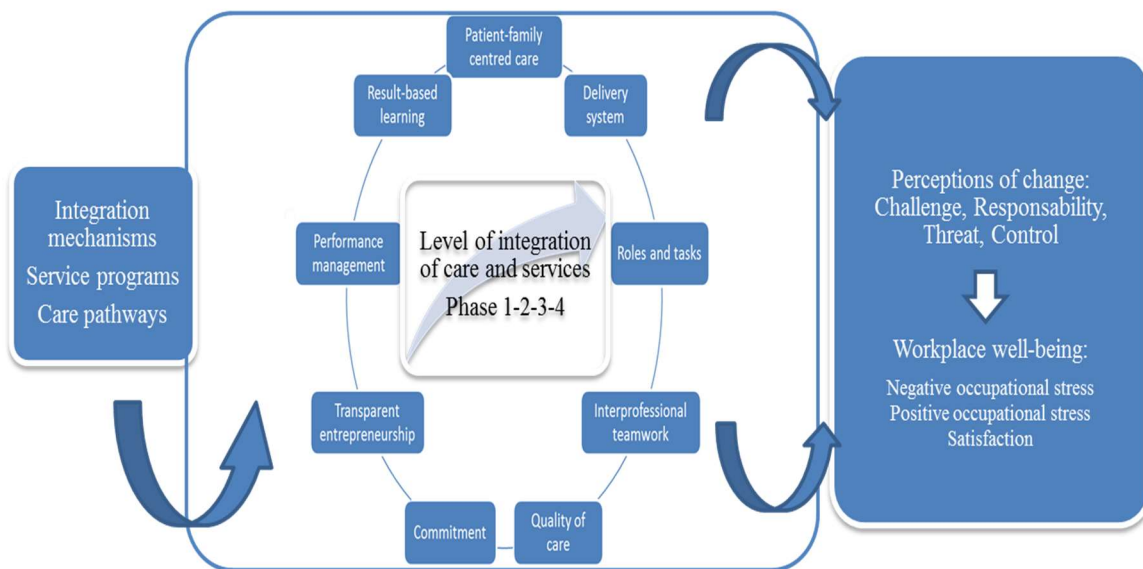 Integration
mechanisms
Service programs
Care pathways
Patient-family
centred care
Delivery
system
Roles and tasks
Interprofessional
teamwork
Quality of
care
Commitment
Transparent
entrepreneurship
Performance
management
Result-based
learning
Level of integration
of care and services
Phase 1-2-3-4
Perceptions of change:
Challenge, Responsability,
Threat, Control
Workplace well-being:
Negative occupational stress
Positive occupational stress
Satisfaction